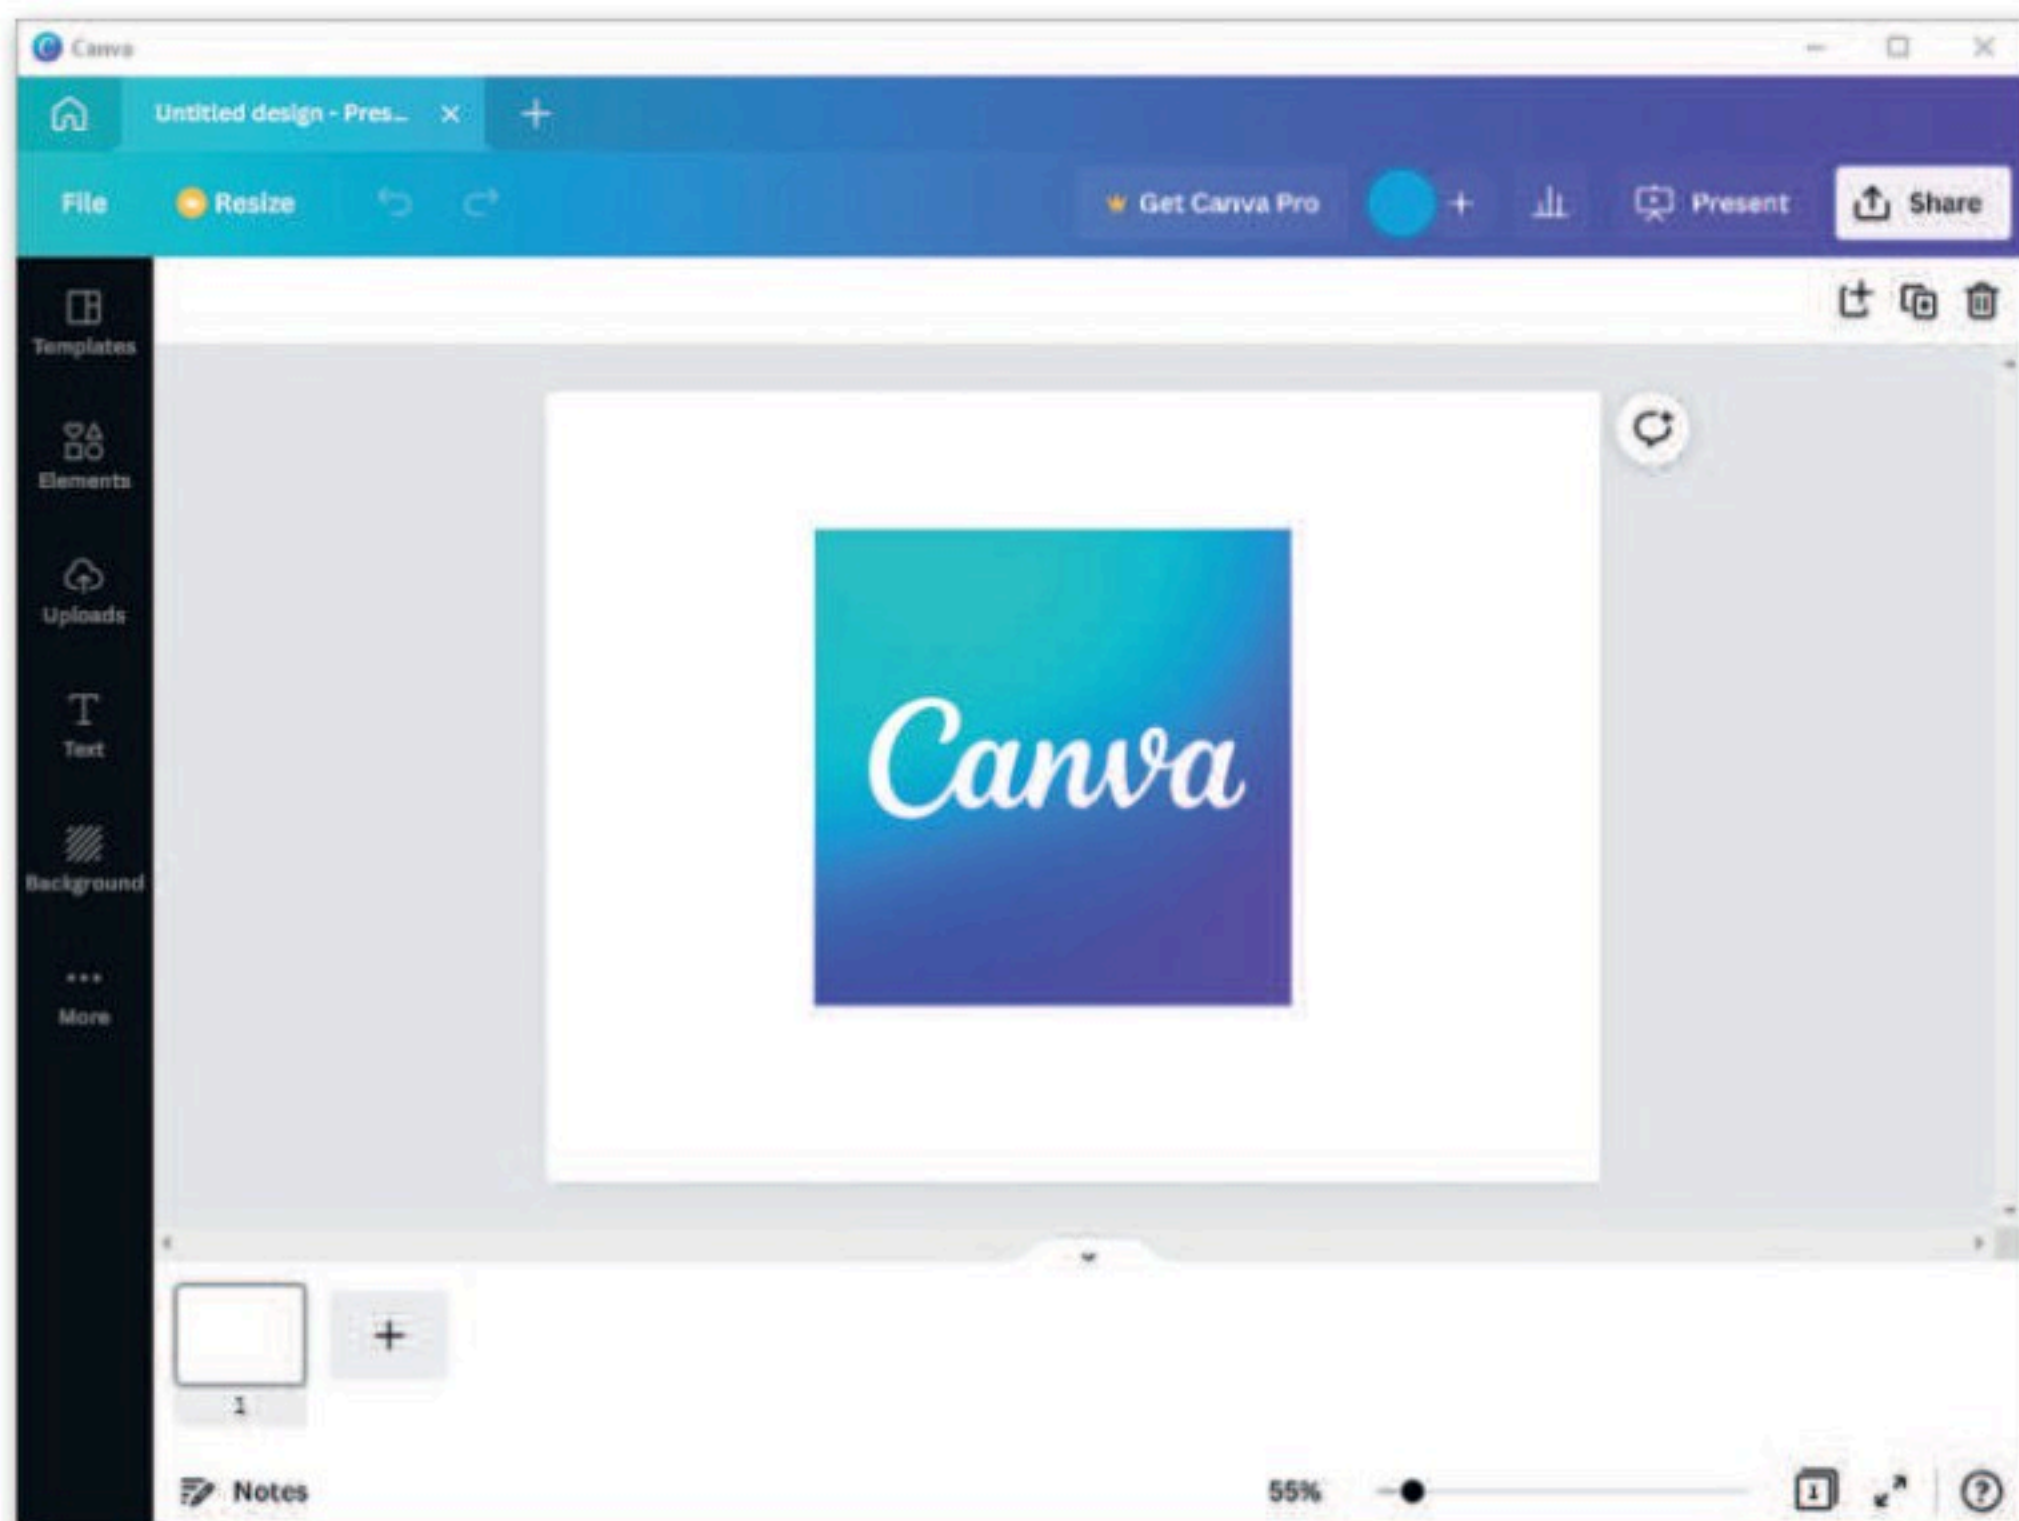 Canva
Untitled design - Pres...
File
Resize
Get Canva Pro
Present
Share
Templates
Elements
Uploads
Text
Background
More
Canva
1
Notes
55%
1